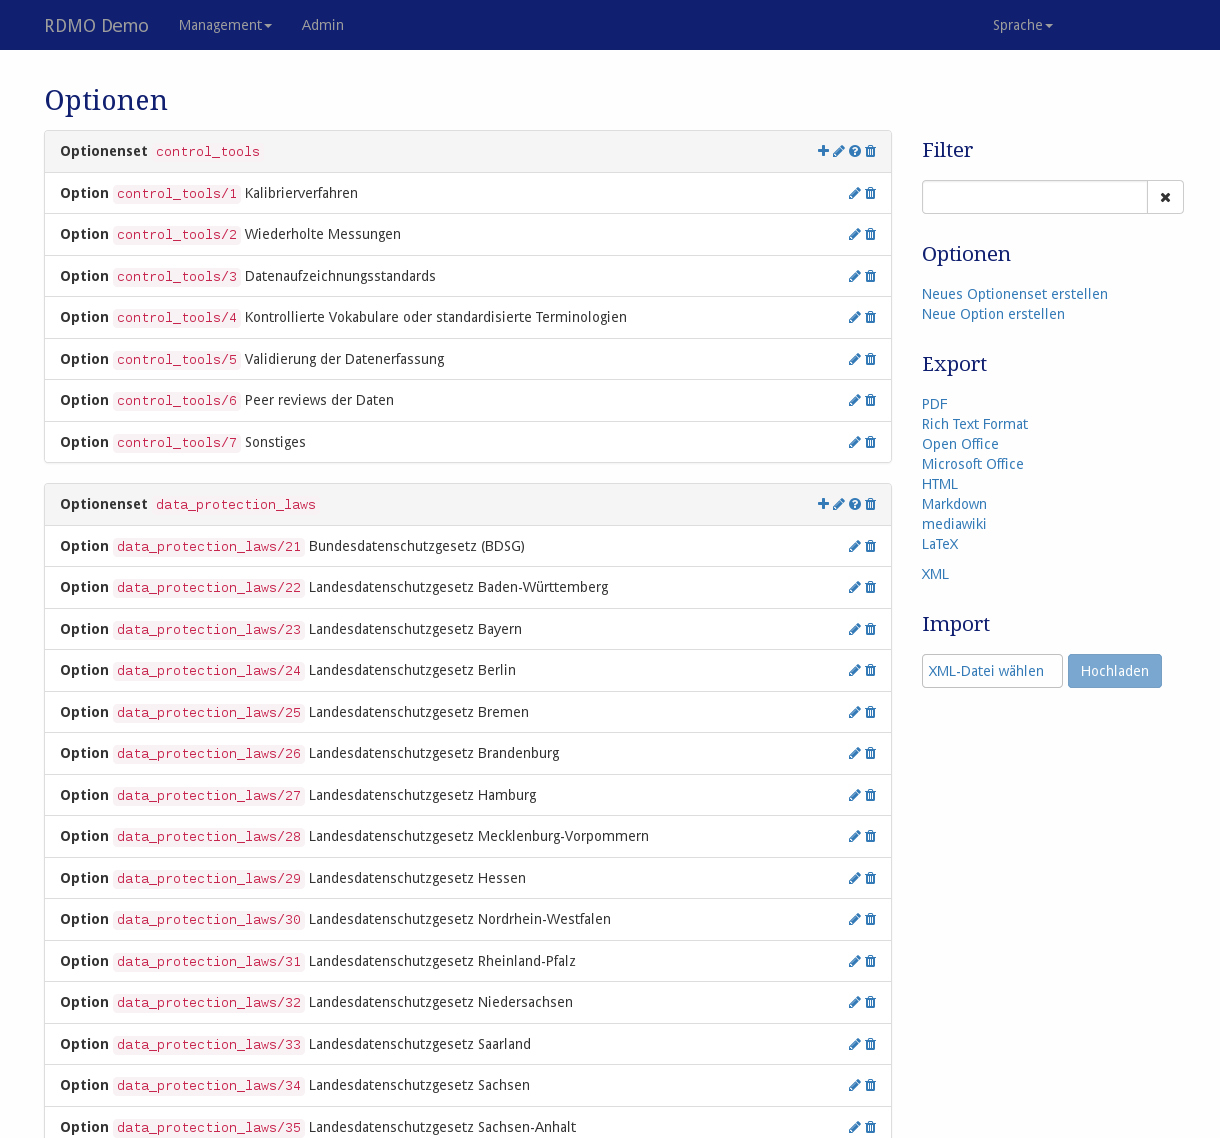 RDMO Demo Management Admin Sprache
Optionen
Optionenset control_tools
Option control_tools/1 Kalibrierverfahren
Option control_tools/2 Wiederholte Messungen
Option control_tools/3 Datenaufzeichnungsstandards
Option control_tools/4 Kontrollierte Vokabulare oder standardisierte Terminologien
Option control_tools/5 Validierung der Datenerfassung
Option control_tools/6 Peer reviews der Daten
Option control_tools/7 Sonstiges
Optionenset data_protection_laws
Option data_protection_laws/21 Bundesdatenschutzgesetz (BDSG)
Option data_protection_laws/22 Landesdatenschutzgesetz Baden-Württemberg
Option data_protection_laws/23 Landesdatenschutzgesetz Bayern
Option data_protection_laws/24 Landesdatenschutzgesetz Berlin
Option data_protection_laws/25 Landesdatenschutzgesetz Bremen
Option data_protection_laws/26 Landesdatenschutzgesetz Brandenburg
Option data_protection_laws/27 Landesdatenschutzgesetz Hamburg
Option data_protection_laws/28 Landesdatenschutzgesetz Mecklenburg-Vorpommern
Option data_protection_laws/29 Landesdatenschutzgesetz Hessen
Option data_protection_laws/30 Landesdatenschutzgesetz Nordrhein-Westfalen
Option data_protection_laws/31 Landesdatenschutzgesetz Rheinland-Pfalz
Option data_protection_laws/32 Landesdatenschutzgesetz Niedersachsen
Option data_protection_laws/33 Landesdatenschutzgesetz Saarland
Option data_protection_laws/34 Landesdatenschutzgesetz Sachsen
Option data_protection_laws/35 Landesdatenschutzgesetz Sachsen-Anhalt
Filter
Optionen
Neues Optionenset erstellen
Neue Option erstellen
Export
PDF
Rich Text Format
Open Office
Microsoft Office
HTML
Markdown
mediawiki
LaTeX
XML
Import
XML-Datei wählen Hochladen